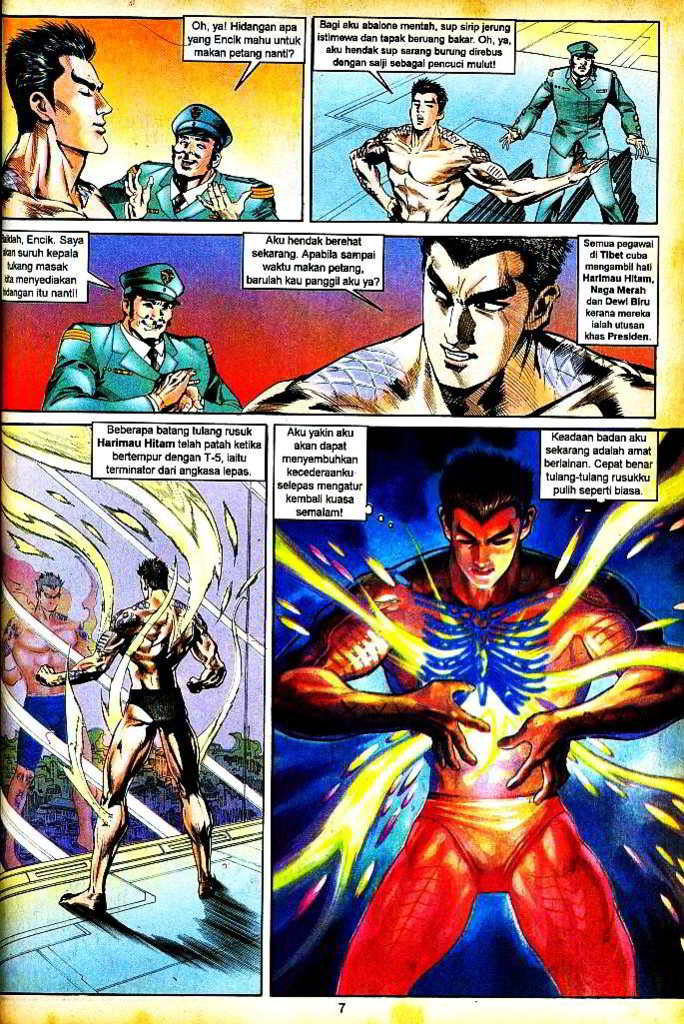 Oh, ya! Hidangan apa
yang Encik mahu untuk
makan petang nanti?
Bagi aku abalone mentah, sup sirip jerung
istimewa dan tapak beruang bakar. Oh, ya,
aku hendak sup sarang burung direbus
dengan salji sebagai pencuci mulut!
Encik. Saya
suruh kepala
tukang masak
menyediakan
hidangan itu nanti!
Aku hendak berehat
sekarang. Apabila sampai
waktu makan petang,
barulah kau panggil aku ya?
Semua pegawai
di Tibet cuba
mengambil hati
Harimau Hitam,
Naga Merah
dan Dewi Biru
kerana mereka
ialah utusan
khas Presiden.
Beberapa batang tulang rusuk
Harimau Hitam telah patah ketika
bertempur dengan T-5, iaitu
terminator dari angkasa lepas.
Aku yakin aku
akan dapat
menyembuhkan
kecederaanku
selepas mengatur
kembali kuasa
semalam!
Keadaan badan aku
sekarang adalah amat
berlainan. Cepat benar
tulang-tulang rusukku
pulih seperti biasa.
7